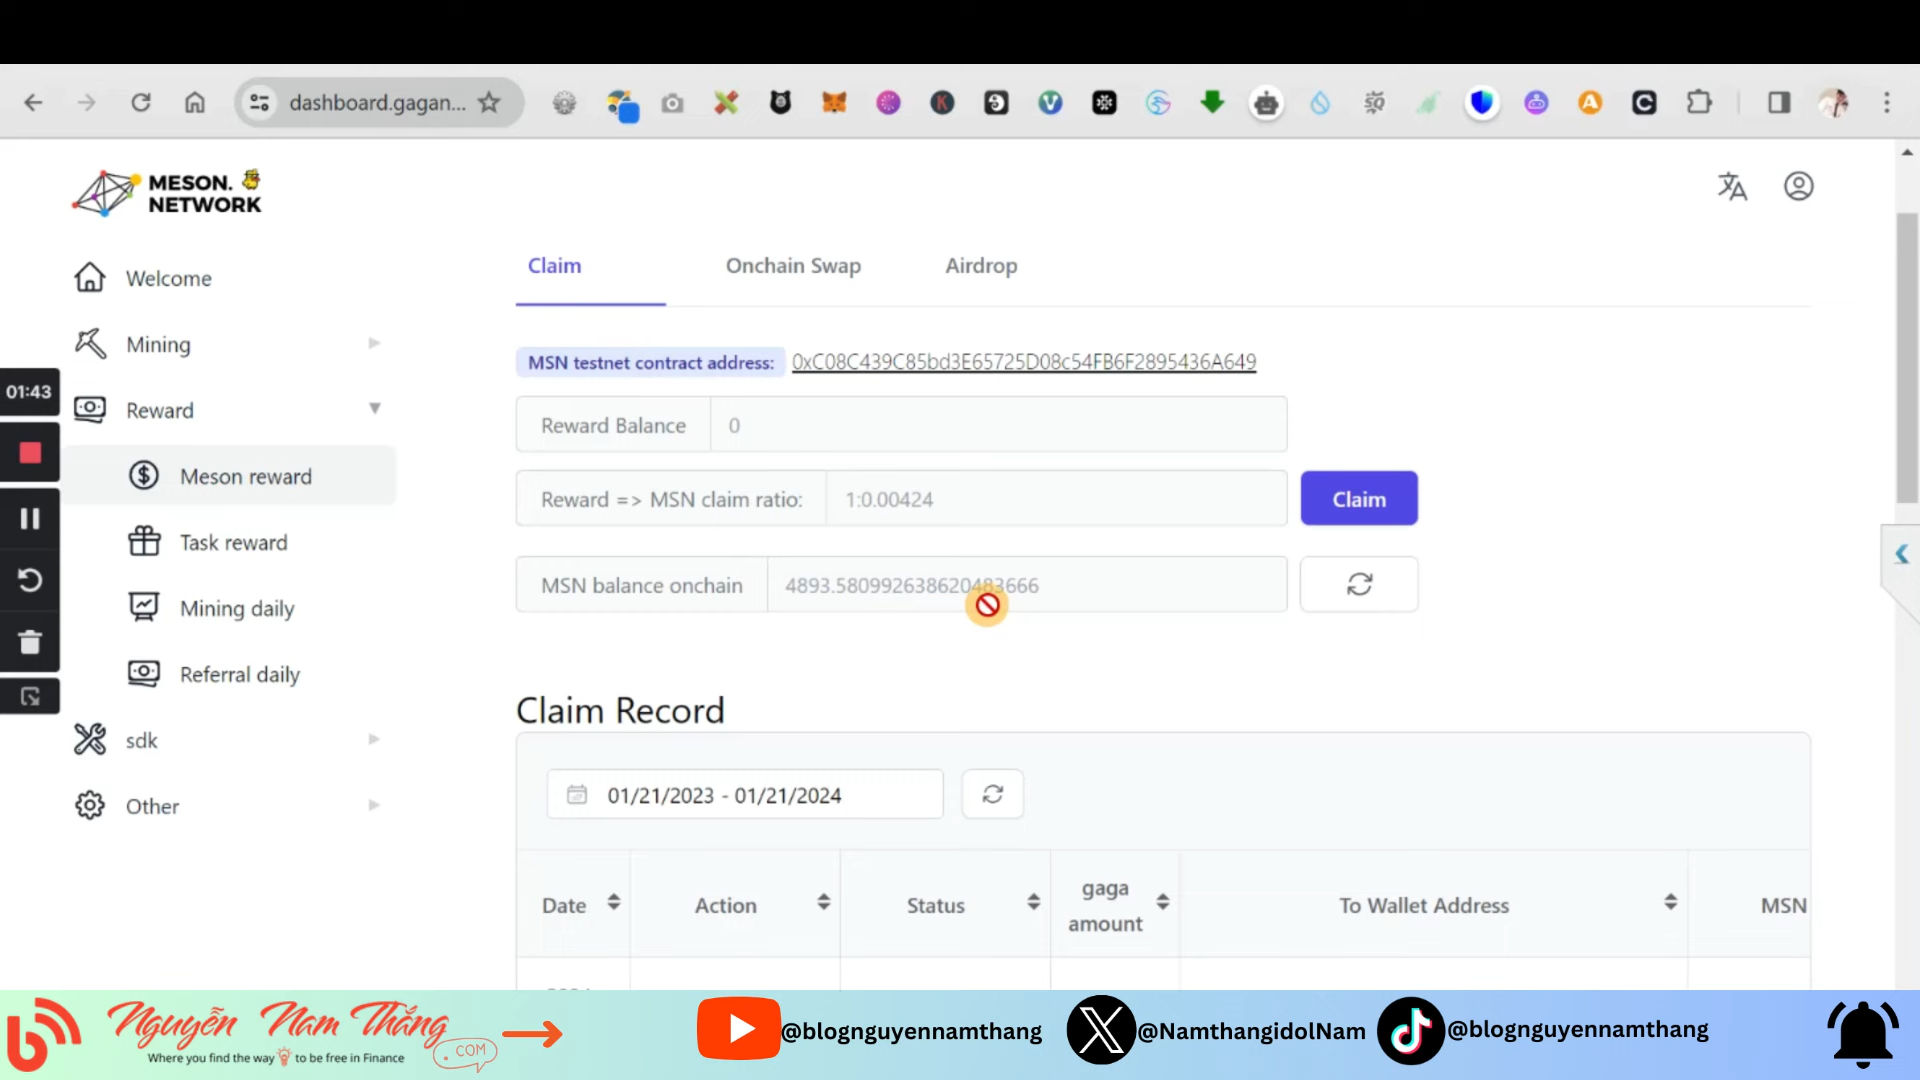 dashboard.gagan...
MESON.
NETWORK
Welcome
Mining
Reward
Meson reward
Task reward
Mining daily
Referral daily
sdk
Other
01:43
Claim
Onchain Swap
Airdrop
MSN testnet contract address: 0xC08C439C85bd3E65725D08c54FB6F2895436A649
Reward Balance 0
Reward => MSN claim ratio: 1:0.00424
Claim
MSN balance onchain 4893.580992638620483666
Claim Record
01/21/2023 - 01/21/2024
Date
Action
Status
gaga
amount
To Wallet Address
MSN
Nguyễn Nam Thắng
.COM
Where you find the way to be free in Finance
@blognguyennamthang
@NamthangidolNam
@blognguyennamthang